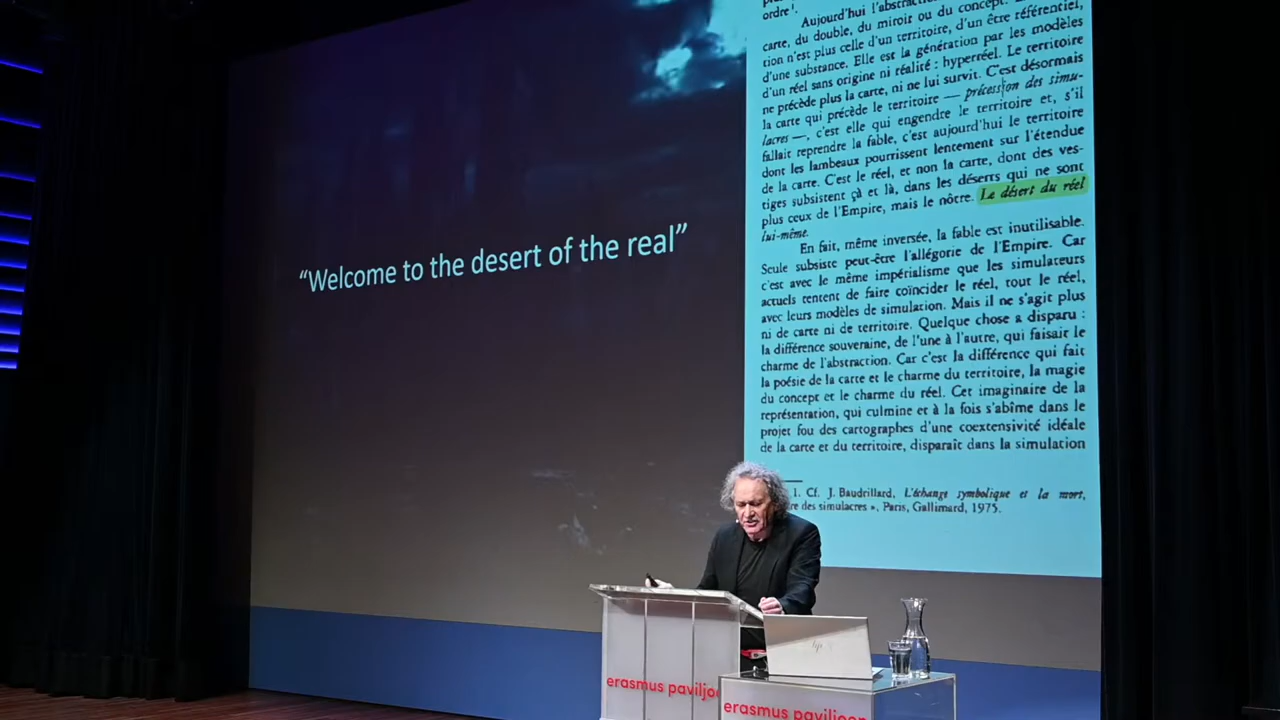 “Welcome to the desert of the real”
ordre¹.
Aujourd'hui l'abstraction
carte, du double, du miroir ou du concept.
tion n'est plus celle d'un territoire, d'un être référentiel,
d'une substance. Elle est la génération par les modèles
d'un réel sans origine ni réalité : hyperréel. Le territoire
ne précède plus la carte, ni ne lui survit. C'est désormais
la carte qui précède le territoire — précession des simu-
lacres —, c'est elle qui engendre le territoire et, s'il
fallait reprendre la fable, c'est aujourd'hui le territoire
dont les lambeaux pourrissent lentement sur l'étendue
de la carte. C'est le réel, et non la carte, dont des ves-
tiges subsistent çà et là, dans les déserts qui ne sont
plus ceux de l'Empire, mais le nôtre. Le désert du réel
lui-même.
En fait, même inversée, la fable est inutilisable.
Seule subsiste peut-être l'allégorie de l'Empire. Car
c'est avec le même impérialisme que les simulateurs
actuels tentent de faire coïncider le réel, tout le réel,
avec leurs modèles de simulation. Mais il ne s'agit plus
ni de carte ni de territoire. Quelque chose a disparu :
la différence souveraine, de l'une à l'autre, qui faisait le
charme de l'abstraction. Car c'est la différence qui fait
la poésie de la carte et le charme du territoire, la magie
du concept et le charme du réel. Cet imaginaire de la
représentation, qui culmine et à la fois s'abîme dans le
projet fou des cartographes d'une coextensivité idéale
de la carte et du territoire, disparaît dans la simulation
1. Cf. J. Baudrillard, L'échange symbolique et la mort,
re des simulacres », Paris, Gallimard, 1975.
erasmus paviljoe
erasmus paviljoen